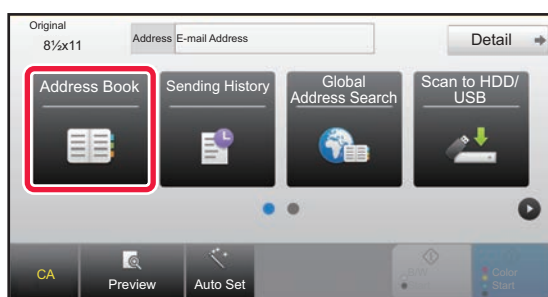 Original
8½x11
Address E-mail Address
Detail
Address Book
Sending History
Global
Address Search
Scan to HDD/
USB
CA
Preview
Auto Set
Color
Start